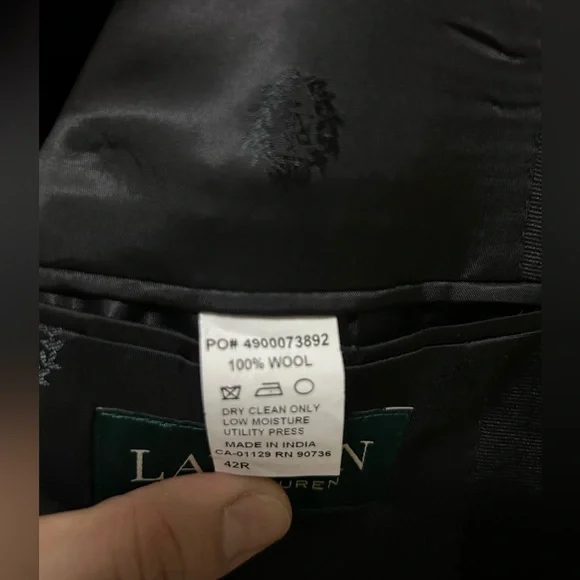 PO# 4900073892
100% WOOL
DRY CLEAN ONLY
LOW MOISTURE
UTILITY PRESS
MADE IN INDIA
CA-01129 RN 90736
42R